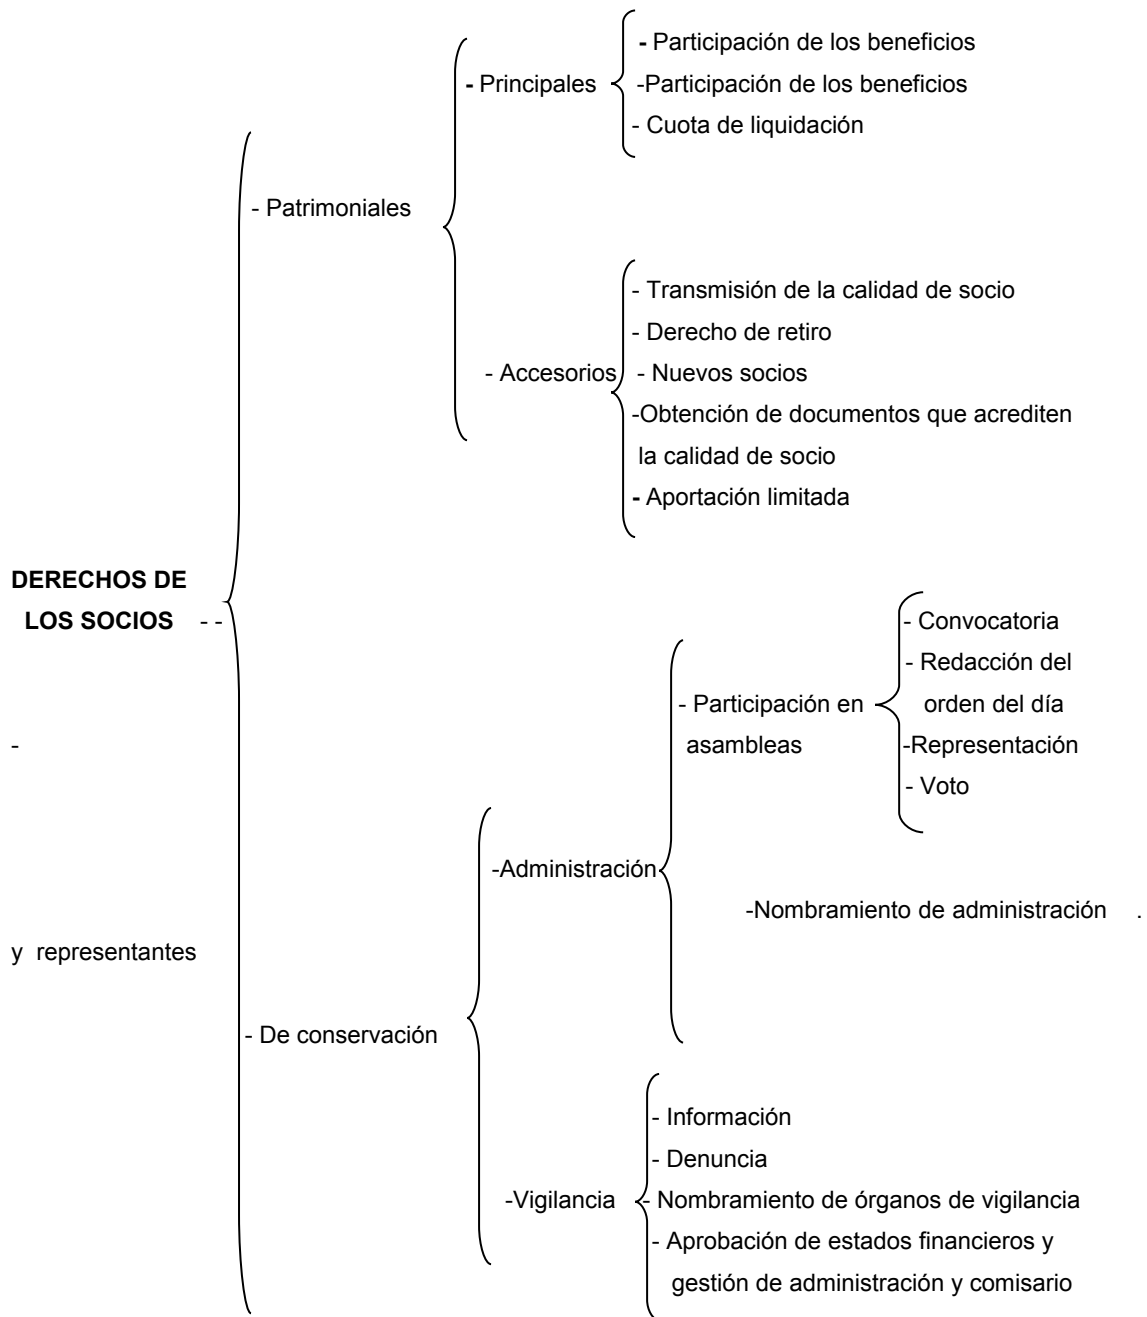 - Participación de los beneficios
- Principales
-Participación de los beneficios
- Cuota de liquidación
- Patrimoniales
- Transmisión de la calidad de socio
- Derecho de retiro
- Accesorios
- Nuevos socios
-Obtención de documentos que acrediten
la calidad de socio
- Aportación limitada
DERECHOS DE
LOS SOCIOS - -
- Convocatoria
- Redacción del
- Participación en
orden del día
-
asambleas
-Representación
- Voto
-Administración
-Nombramiento de administración .
y representantes
- De conservación
- Información
- Denuncia
-Vigilancia
- Nombramiento de órganos de vigilancia
- Aprobación de estados financieros y
gestión de administración y comisario